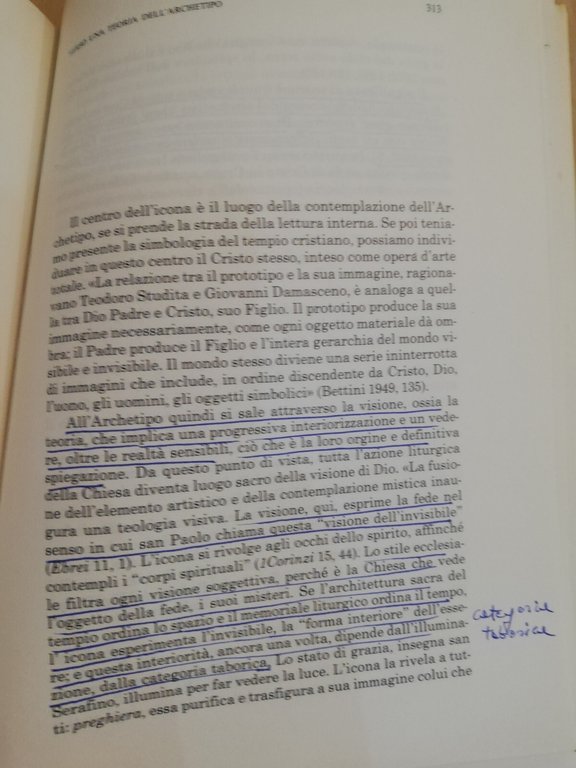 VERSO UNA TEORIA DELL'ARCHETIPO 313
Il centro dell'icona è il luogo della contemplazione dell'Ar-
chetipo, se si prende la strada della lettura interna. Se poi tenia-
mo presente la simbologia del tempio cristiano, possiamo indivi-
duare in questo centro il Cristo stesso, inteso come opera d'arte
totale. «La relazione tra il prototipo e la sua immagine, ragiona-
vano Teodoro Studita e Giovanni Damasceno, è analoga a quel-
la tra Dio Padre e Cristo, suo Figlio. Il prototipo produce la sua
immagine necessariamente, come ogni oggetto materiale dà om-
bra; il Padre produce il Figlio e l'intera gerarchia del mondo vi-
sibile e invisibile. Il mondo stesso diviene una serie ininterrotta
di immagini che include, in ordine discendente da Cristo, Dio,
l'uomo, gli uomini, gli oggetti simbolici» (Bettini 1949, 135).
All'Archetipo quindi si sale attraverso la visione, ossia la
teoria, che implica una progressiva interiorizzazione e un vede-
re, oltre le realtà sensibili, ciò che è la loro orgine e definitiva
spiegazione. Da questo punto di vista, tutta l'azione liturgica
della Chiesa diventa luogo sacro della visione di Dio. «La fusio-
ne dell'elemento artistico e della contemplazione mistica inau-
gura una teologia visiva. La visione, qui, esprime la fede nel
senso in cui san Paolo chiama questa "visione dell'invisibile"
(Ebrei 11, 1). L'icona si rivolge agli occhi dello spirito, affinché
contempli i "corpi spirituali" (1Corinzi 15, 44). Lo stile ecclesia-
le filtra ogni visione soggettiva, perché è la Chiesa che vede
l'oggetto della fede, i suoi misteri. Se l'architettura sacra del
tempio ordina lo spazio e il memoriale liturgico ordina il tempo,
l'icona esperimenta l'invisibile, la "forma interiore" dell'esse-
re; e questa interiorità, ancora una volta, dipende dall'illumina-
zione, dalla categoria taborica. Lo stato di grazia, insegna san
Serafino, illumina per far vedere la luce. L'icona la rivela a tut-
ti: preghiera, essa purifica e trasfigura a sua immagine colui che
categorie
taboricae